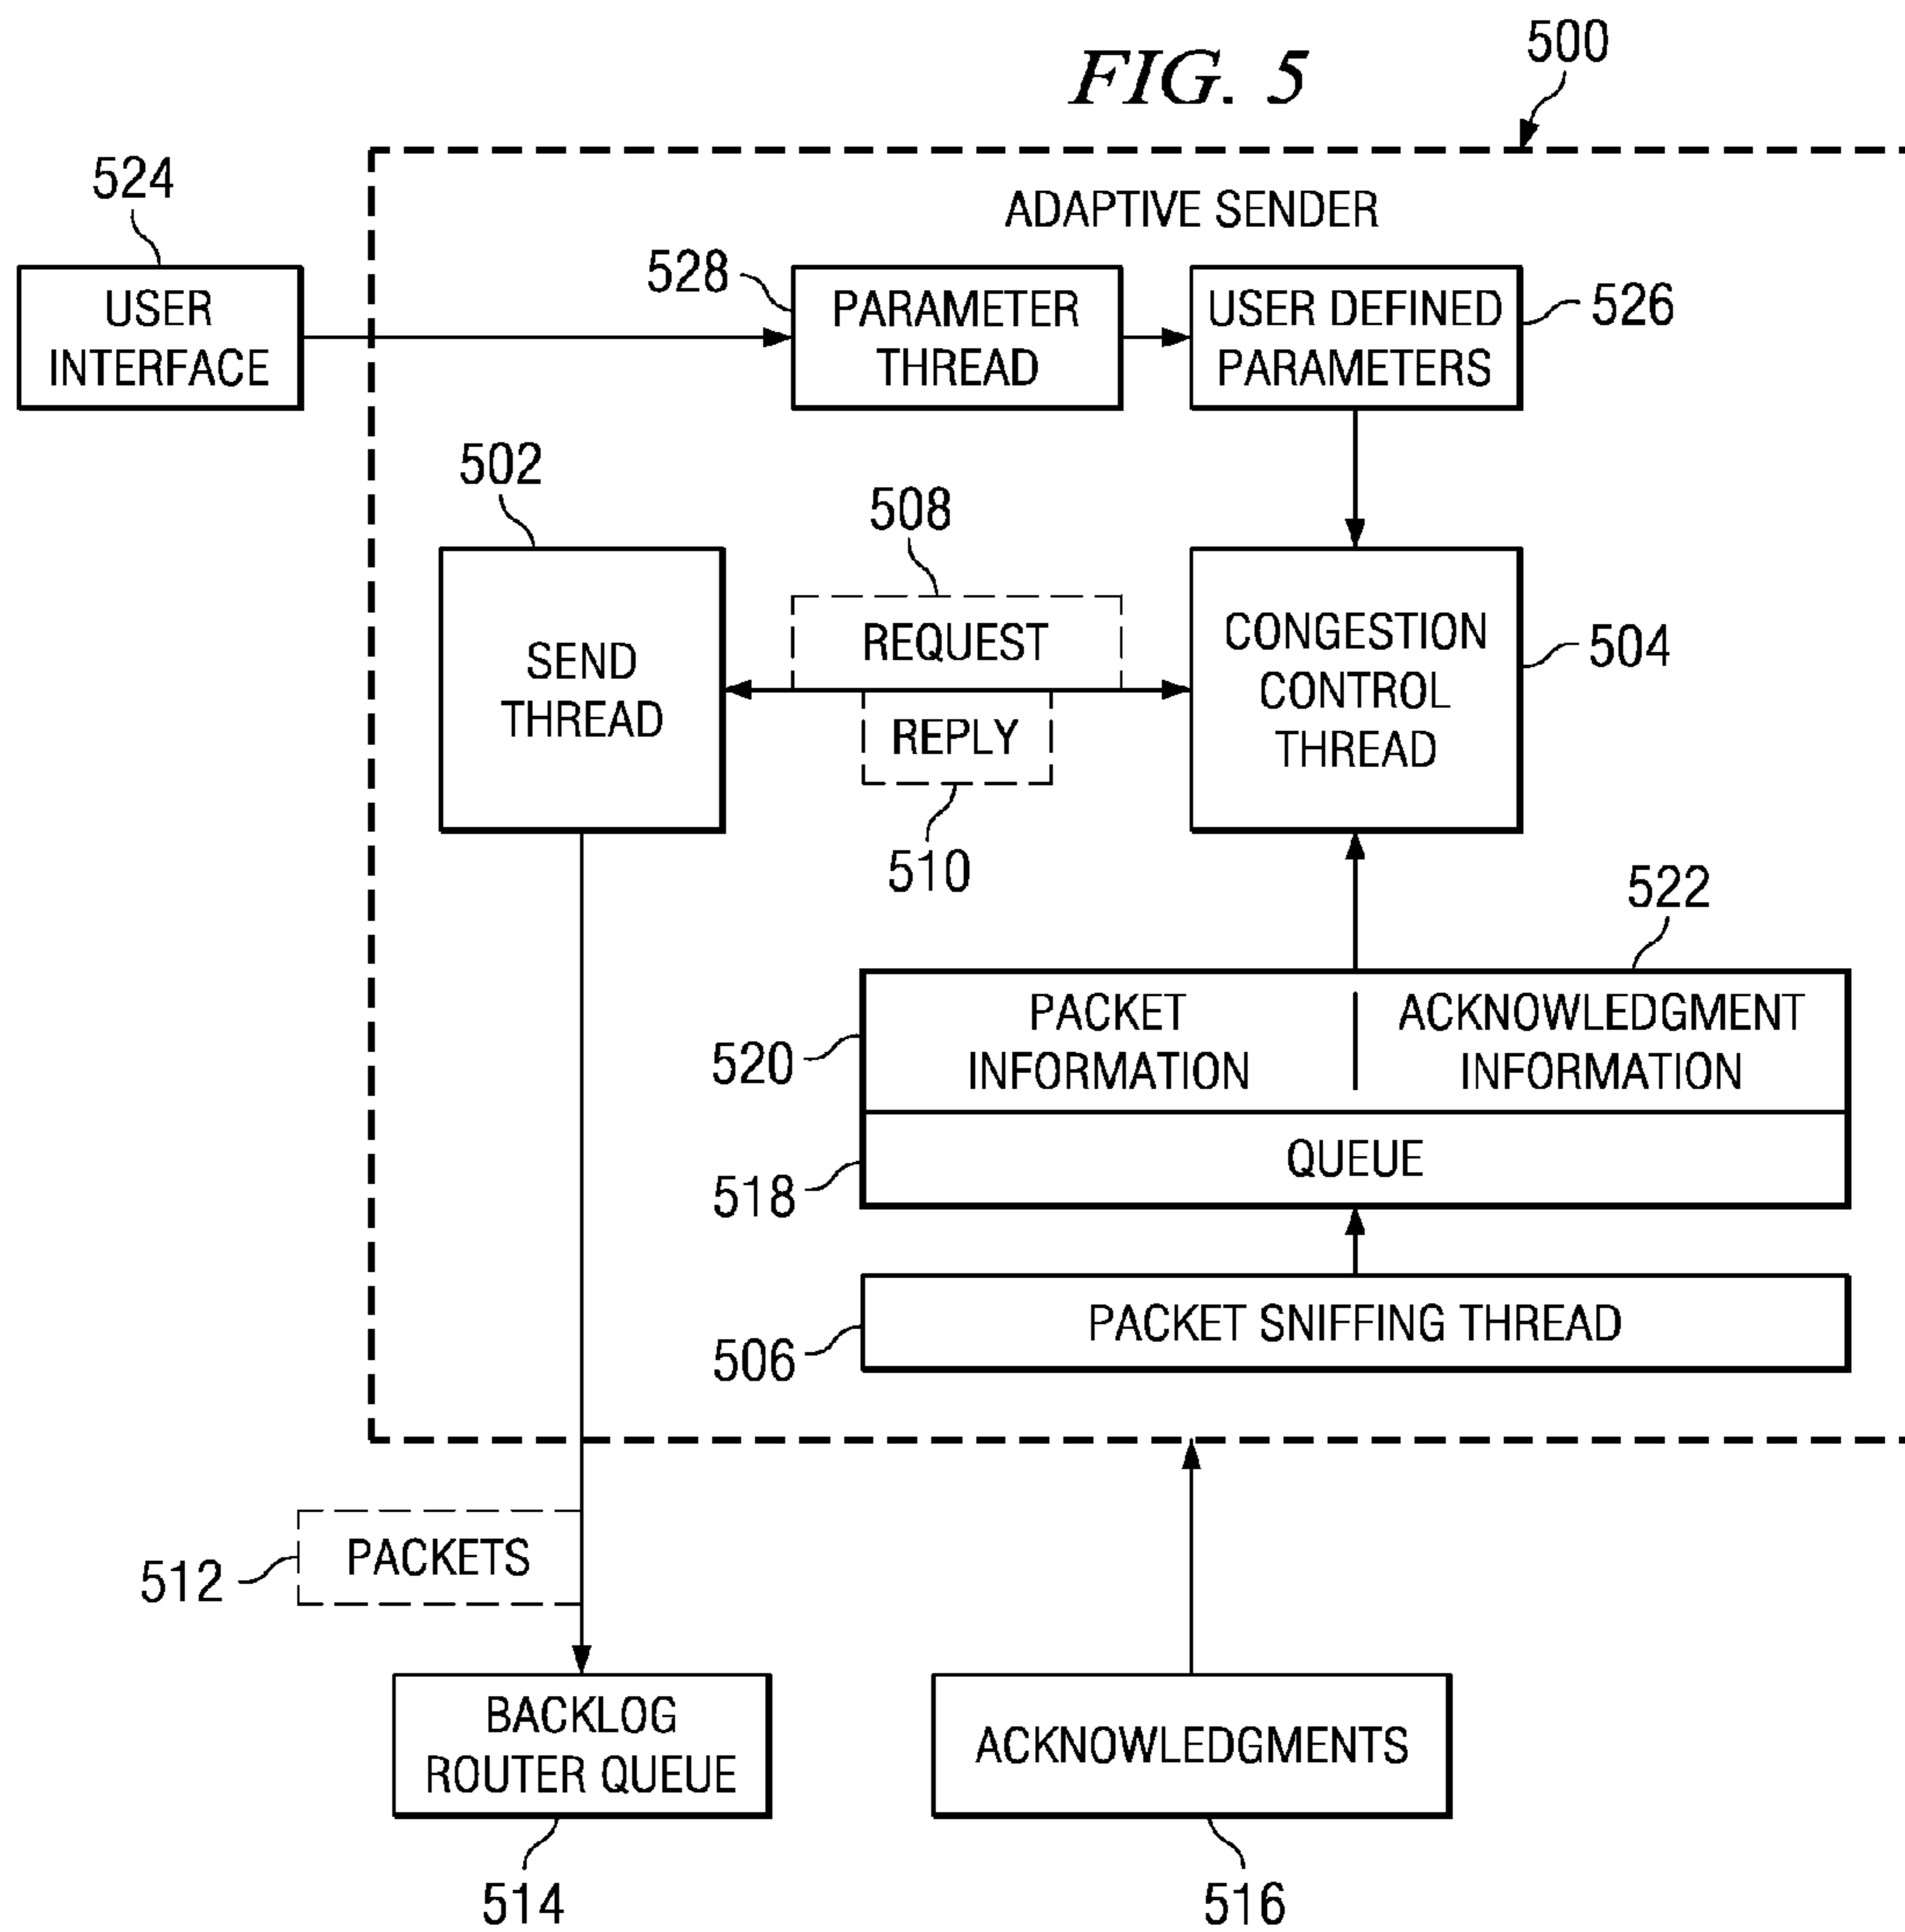 FIG. 5
500
ADAPTIVE SENDER
524
USER
INTERFACE
528
PARAMETER
THREAD
USER DEFINED
PARAMETERS
526
502
SEND
THREAD
508
REQUEST
REPLY
510
CONGESTION
CONTROL
THREAD
504
522
PACKET
INFORMATION
ACKNOWLEDGMENT
INFORMATION
520
QUEUE
518
PACKET SNIFFING THREAD
506
PACKETS
512
BACKLOG
ROUTER QUEUE
514
ACKNOWLEDGMENTS
516